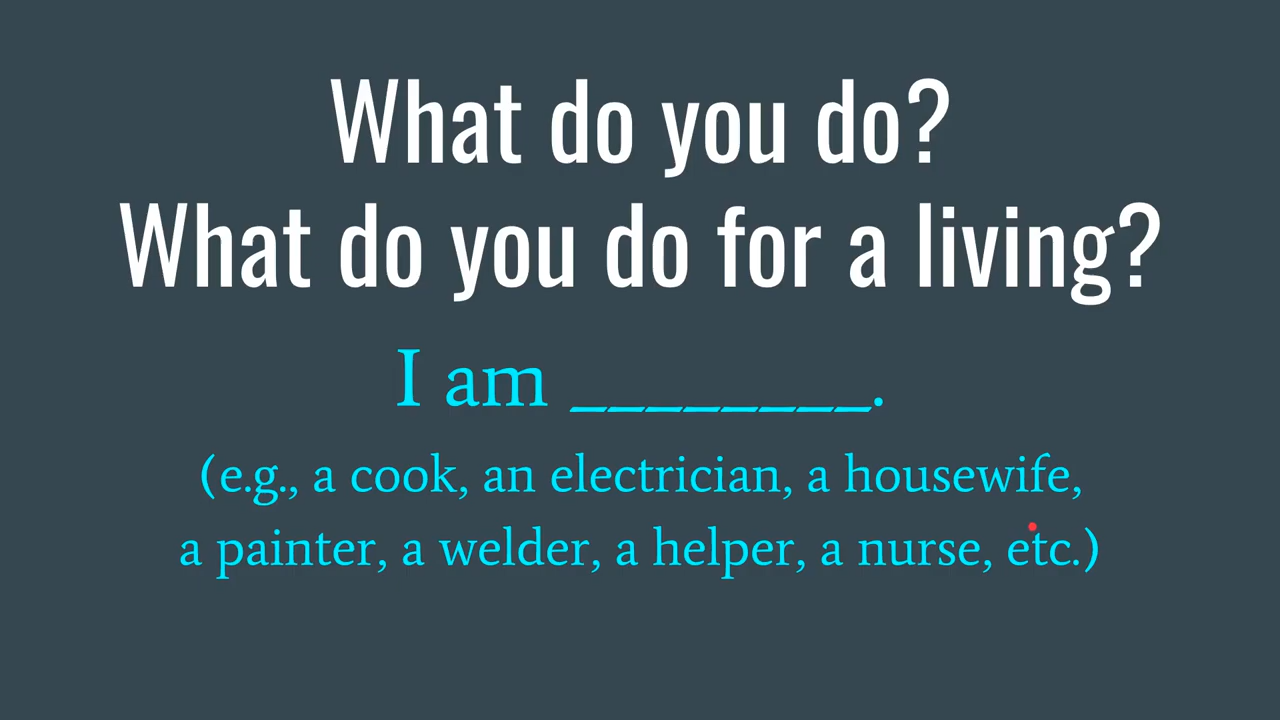 What do you do?
What do you do for a living?
I am ________.
(e.g., a cook, an electrician, a housewife,
a painter, a welder, a helper, a nurse, etc.)